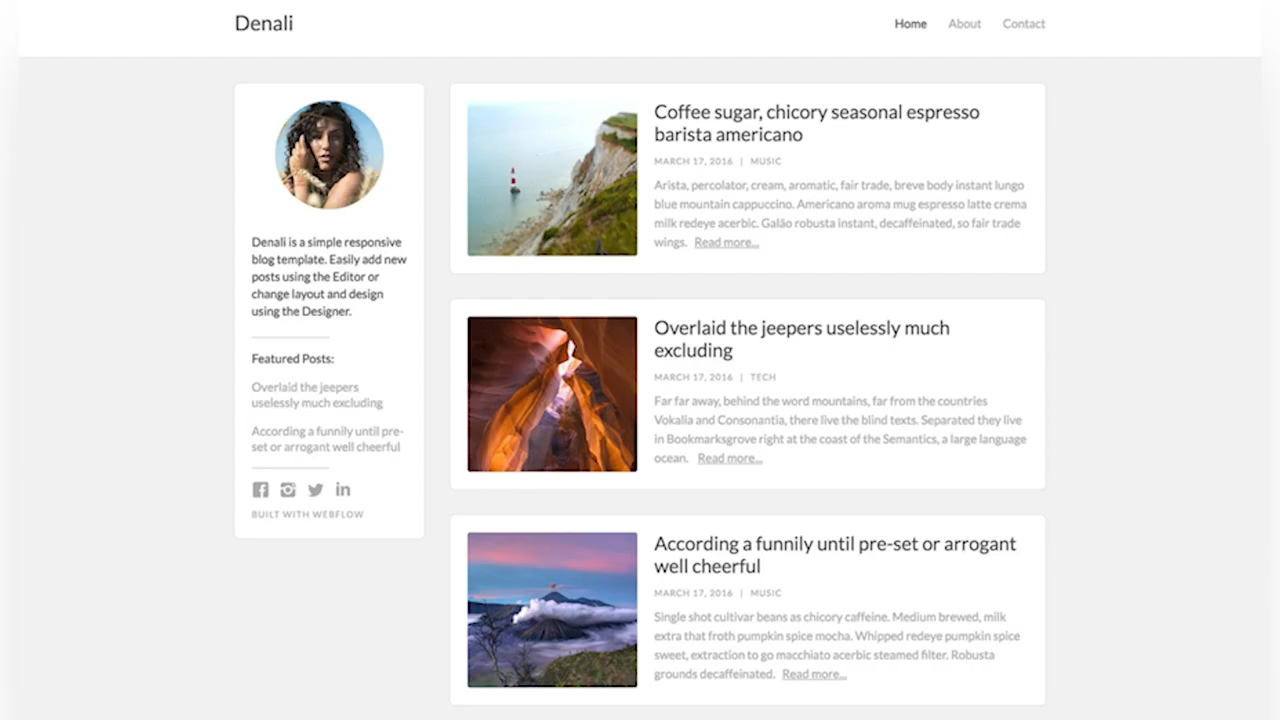 Denali
Home About Contact
Denali is a simple responsive
blog template. Easily add new
posts using the Editor or
change layout and design
using the Designer.
Featured Posts:
Overlaid the jeepers
uselessly much excluding
According a funnily until pre-
set or arrogant well cheerful
BUILT WITH WEBFLOW
Coffee sugar, chicory seasonal espresso
barista americano
MARCH 17, 2016 | MUSIC
Arista, percolator, cream, aromatic, fair trade, breve body instant lungo
blue mountain cappuccino. Americano aroma mug espresso latte crema
milk redeye acerbic. Galão robusta instant, decaffeinated, so fair trade
wings. Read more...
Overlaid the jeepers uselessly much
excluding
MARCH 17, 2016 | TECH
Far far away, behind the word mountains, far from the countries
Vokalia and Consonantia, there live the blind texts. Separated they live
in Bookmarksgrove right at the coast of the Semantics, a large language
ocean. Read more...
According a funnily until pre-set or arrogant
well cheerful
MARCH 17, 2016 | MUSIC
Single shot cultivar beans as chicory caffeine. Medium brewed, milk
extra that froth pumpkin spice mocha. Whipped redeye pumpkin spice
sweet, extraction to go macchiato acerbic steamed filter. Robusta
grounds decaffeinated. Read more...